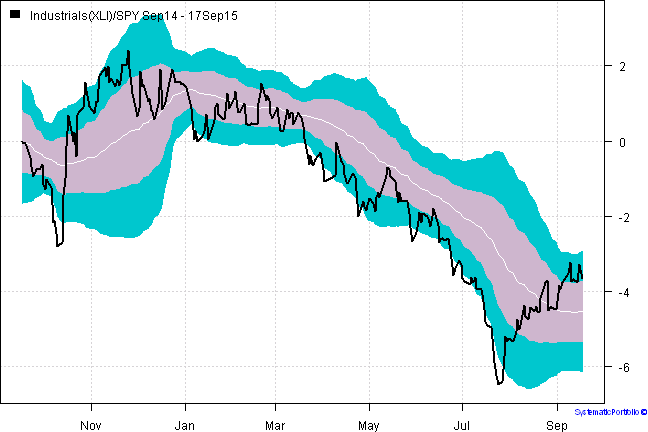 Industrials(XLI)/SPY Sep14 - 17Sep15
2
0
-2
-4
-6
Nov Jan Mar May Jul Sep
SystematicPortfolio ©